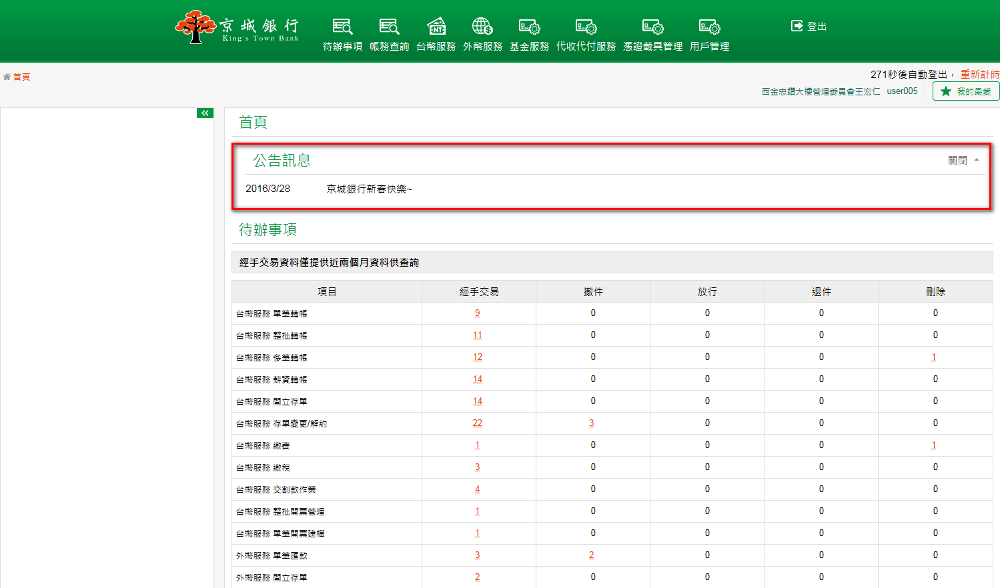 京城銀行
King's Town Bank
待辦事項 帳務查詢 台幣服務 外幣服務 基金服務 代收代付服務 憑證載具管理 用戶管理
登出
NT
$
首頁
271秒後自動登出， 重新計時
西金忠鑽大樓管理委員會王宏仁 user005
我的最愛
首頁
公告訊息
關閉
2016/3/28 京城銀行新春快樂~
待辦事項
經手交易資料僅提供近兩個月資料供查詢
項目 經手交易 撤件 放行 退件 刪除
台幣服務 單筆轉帳 9 0 0 0 0
台幣服務 整批轉帳 11 0 0 0 0
台幣服務 多筆轉帳 12 0 0 0 1
台幣服務 薪資轉帳 14 0 0 0 0
台幣服務 開立存單 14 0 0 0 0
台幣服務 存單變更/解約 22 3 0 0 0
台幣服務 繳費 1 0 0 0 1
台幣服務 繳稅 3 0 0 0 0
台幣服務 交割款作業 4 0 0 0 0
台幣服務 整批開票管理 1 0 0 0 0
台幣服務 單筆開票建檔 1 0 0 0 0
外幣服務 單筆匯款 3 2 0 0 0
外幣服務 開立存單 2 0 0 0 0